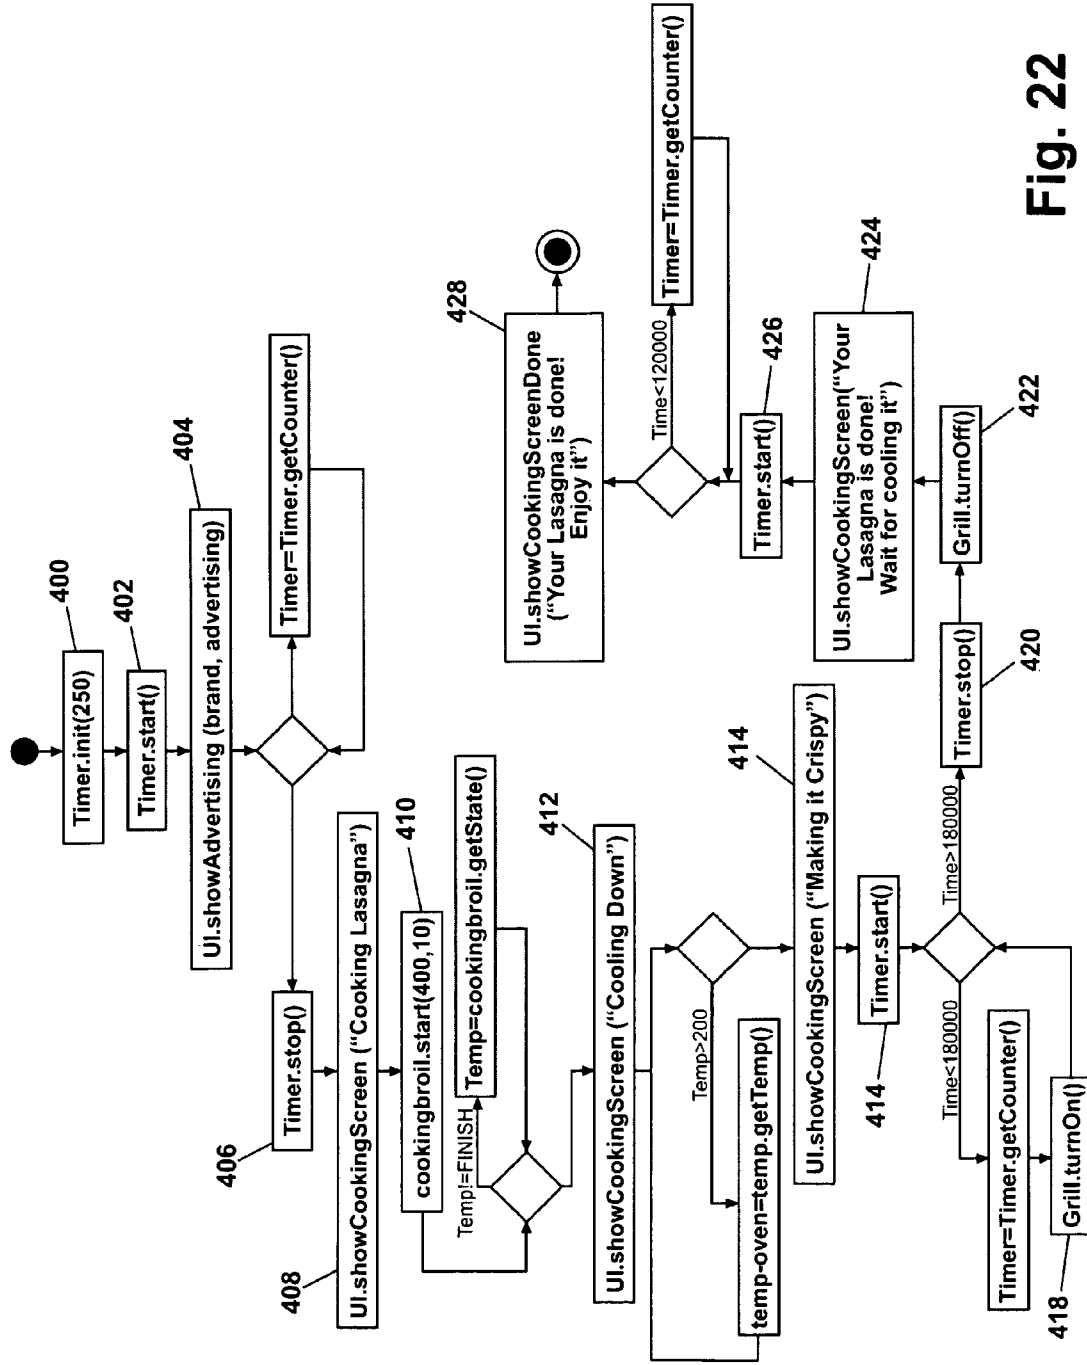 400
Timer.init(250)
402
Timer.start()
404
UI.showAdvertising (brand, advertising)
Timer=Timer.getCounter()
406
Timer.stop()
408
UI.showCookingScreen (“Cooking Lasagna”)
410
cookingbroil.start(400,10)
Temp!=FINISH
Temp=cookingbroil.getState()
412
UI.showCookingScreen (“Cooling Down”)
Temp>200
temp-oven=temp.getTemp()
414
UI.showCookingScreen (“Making it Crispy”)
414
Timer.start()
Time<180000
Time>180000
Timer=Timer.getCounter()
418
Grill.turnOn()
420
Timer.stop()
422
Grill.turnOff()
424
UI.showCookingScreen(“Your
Lasagna is done!
Wait for cooling it”)
426
Timer.start()
Time<120000
Timer=Timer.getCounter()
428
UI.showCookingScreenDone
(“Your Lasagna is done!
Enjoy it”)
Fig. 22